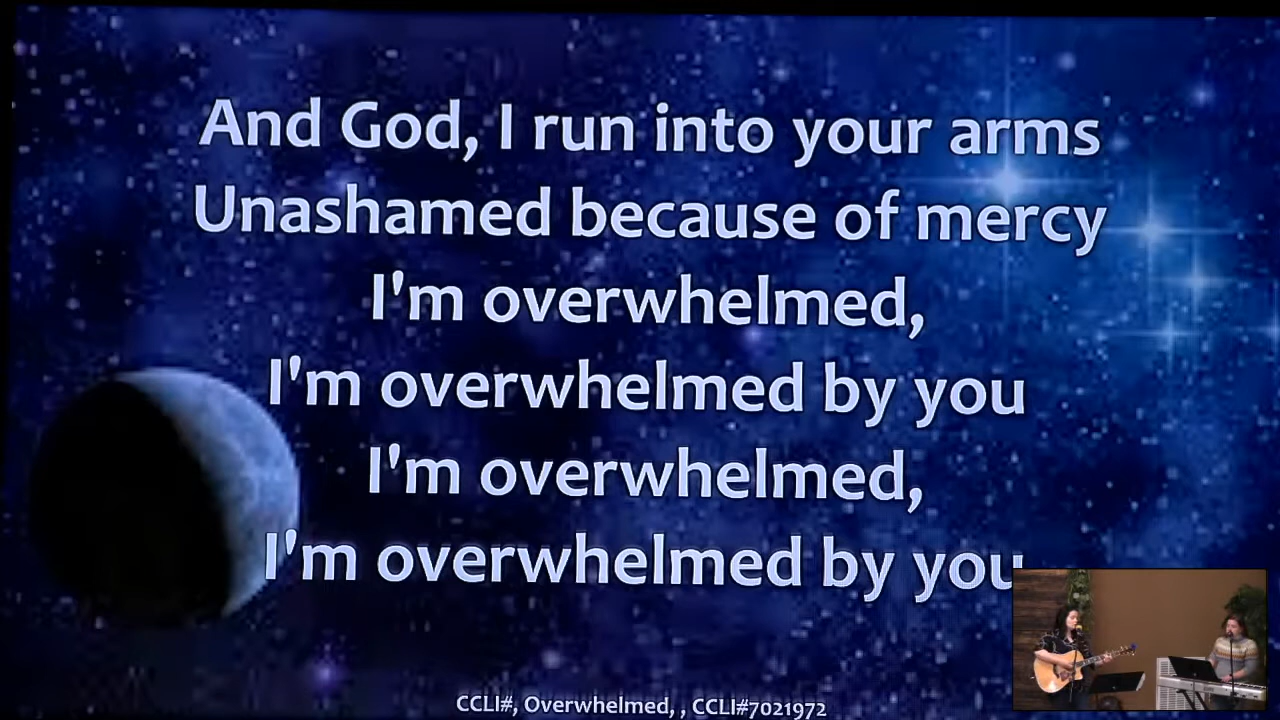 And God, I run into your arms
Unashamed because of mercy
I'm overwhelmed,
I'm overwhelmed by you
I'm overwhelmed,
I'm overwhelmed by you
CCLI#, Overwhelmed, , CCLI#7021972